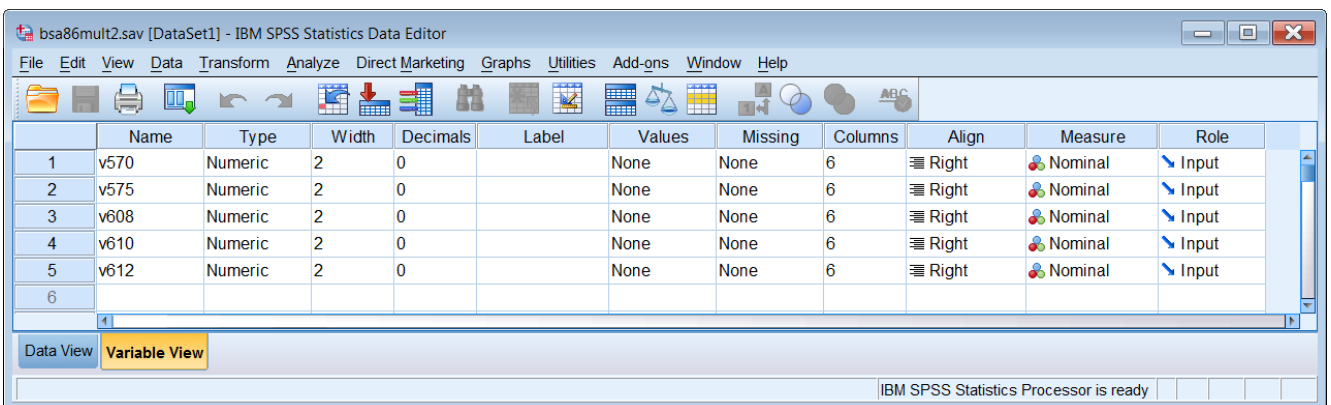 bsa86mult2.sav [DataSet1] - IBM SPSS Statistics Data Editor
File Edit View Data Transform Analyze Direct Marketing Graphs Utilities Add-ons Window Help
A
1
ABC
Name Type Width Decimals Label Values Missing Columns Align Measure Role
1 v570 Numeric 2 0 None None 6 Right Nominal Input
2 v575 Numeric 2 0 None None 6 Right Nominal Input
3 v608 Numeric 2 0 None None 6 Right Nominal Input
4 v610 Numeric 2 0 None None 6 Right Nominal Input
5 v612 Numeric 2 0 None None 6 Right Nominal Input
6
Data View Variable View
IBM SPSS Statistics Processor is ready